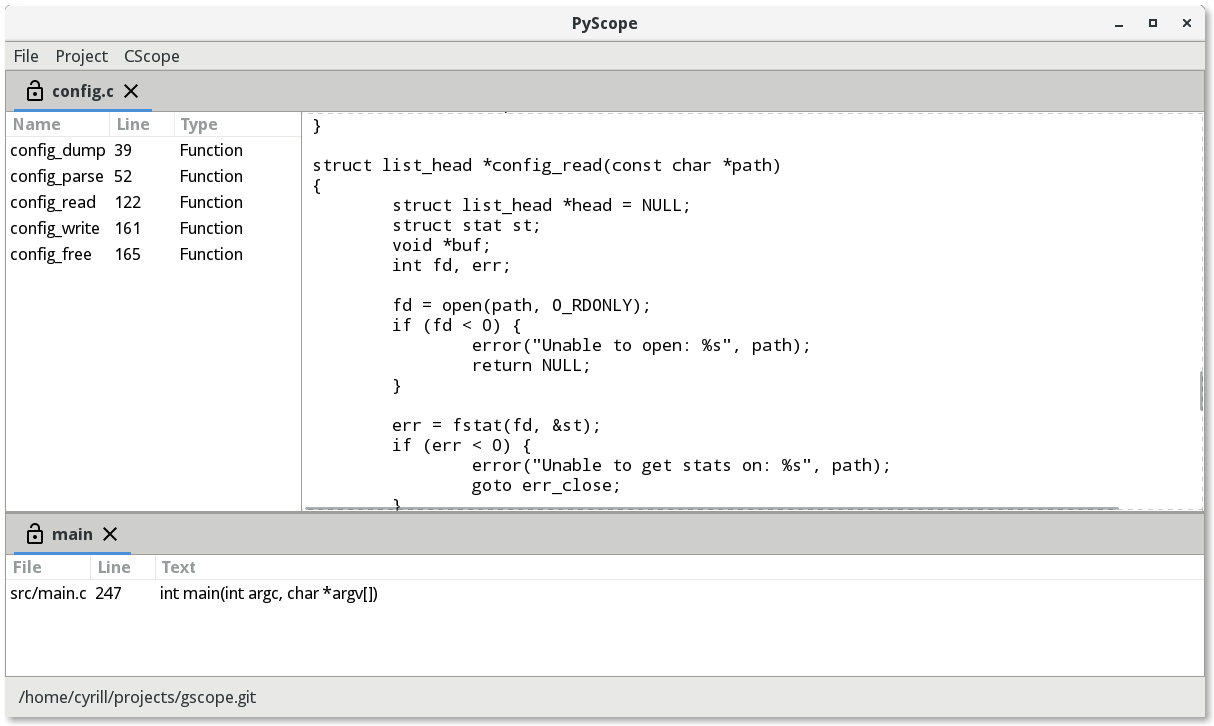 PyScope
File Project CScope
config.c
Name Line Type
config_dump 39 Function
config_parse 52 Function
config_read 122 Function
config_write 161 Function
config_free 165 Function
}
struct list_head *config_read(const char *path)
{
struct list_head *head = NULL;
struct stat st;
void *buf;
int fd, err;
fd = open(path, O_RDONLY);
if (fd < 0) {
error("Unable to open: %s", path);
return NULL;
}
err = fstat(fd, &st);
if (err < 0) {
error("Unable to get stats on: %s", path);
goto err_close;
}
main
File Line Text
src/main.c 247 int main(int argc, char *argv[])
/home/cyrill/projects/gscope.git